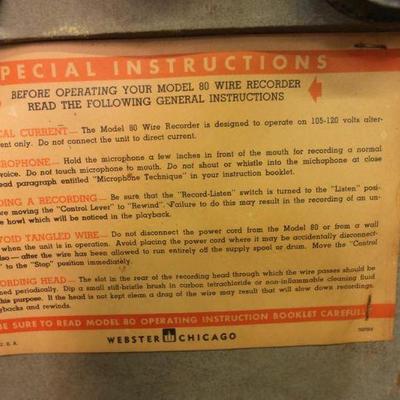 PECIAL INSTRUCTIONS
BEFORE OPERATING YOUR MODEL 80 WIRE RECORDER
READ THE FOLLOWING GENERAL INSTRUCTIONS
CAL CURRENT— The Model 80 Wire Recorder is designed to operate on 105-120 volts alter-
ent only. Do not connect the unit to direct current.
ROPHONE— Hold the microphone a few inches in front of the mouth for recording a normal
voice. Do not touch microphone to mouth. Do not shout or whistle into the michaphone at close
ead paragraph entitled "Microphone Technique" in your instruction booklet.
DING A RECORDING— Be sure that the "Record-Listen" switch is turned to the "Listen" posi-
re moving the "Control Lever" to "Rewind". Failure to do this may result in the recording of an un-
e howl which will be noticed in the playback.
VOID TANGLED WIRE— Do not disconnect the power cord from the Model 80 or from a wall
when the unit is in operation. Avoid placing the power cord where it may be accidentally disconnect-
lso— after the wire has been allowed to run entirely off the supply spool or drum. Move the "Control
" to the "Stop" position immediately.
ORDING HEAD— The slot in the rear of the recording head through which the wire passes should be
ned periodically. Dip a small stiff-bristle brush in carbon tetrachloride or non-inflammable cleaning fluid
his purpose. If the head is not kept clean a drag of the wire may result that will slow down recordings,
ybacks and rewinds.
BE SURE TO READ MODEL 80 OPERATING INSTRUCTION BOOKLET CAREFULL
U. S. A.
WEBSTER CHICAGO